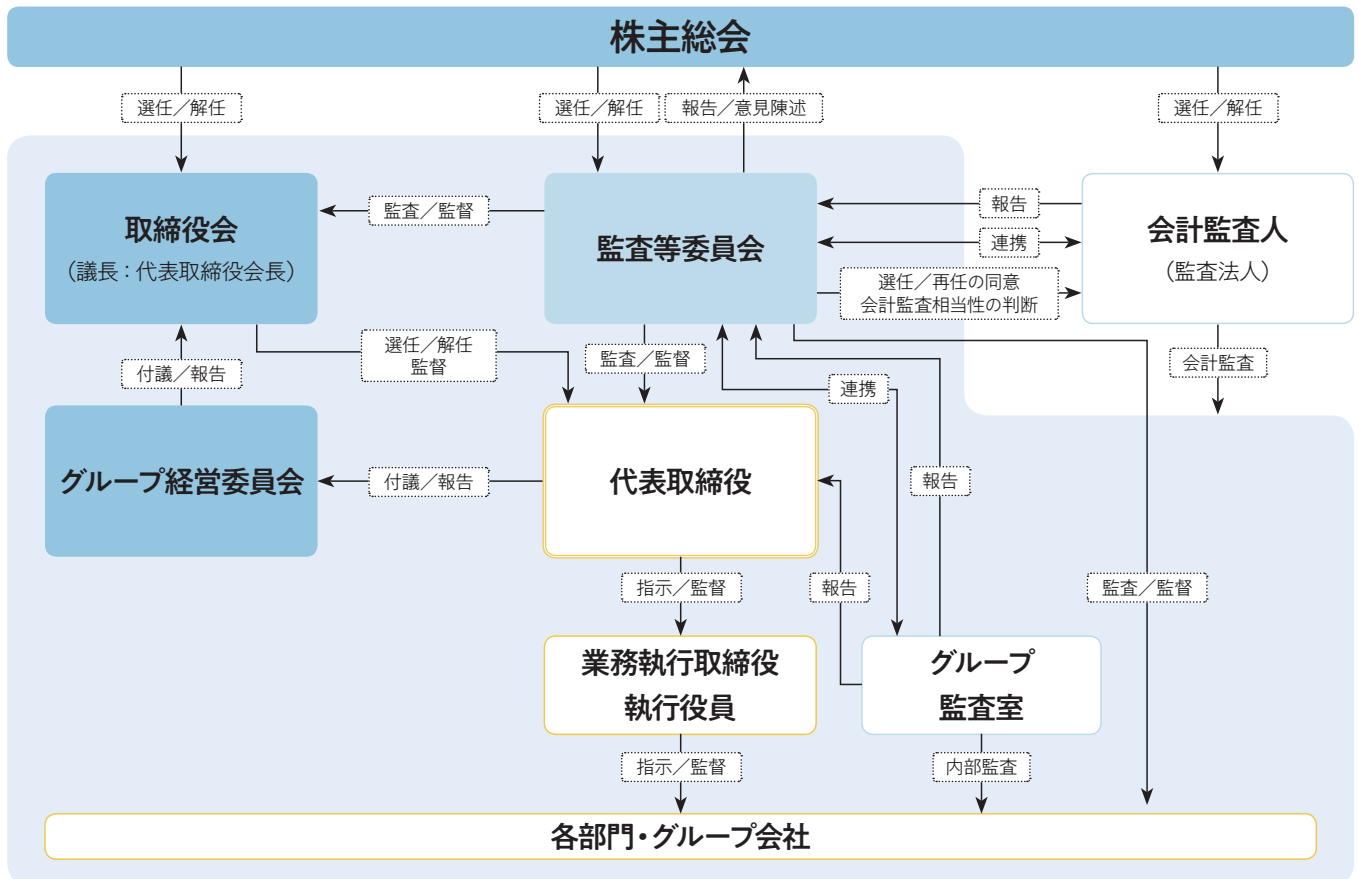 株主総会
選任／解任
選任／解任
報告／意見陳述
選任／解任
取締役会
（議長：代表取締役会長）
監査／監督
監査等委員会
報告
連携
選任／再任の同意
会計監査相当性の判断
会計監査人
（監査法人）
付議／報告
選任／解任
監督
監査／監督
連携
会計監査
グループ経営委員会
付議／報告
代表取締役
報告
指示／監督
報告
監査／監督
業務執行取締役
執行役員
グループ
監査室
指示／監督
内部監査
各部門・グループ会社